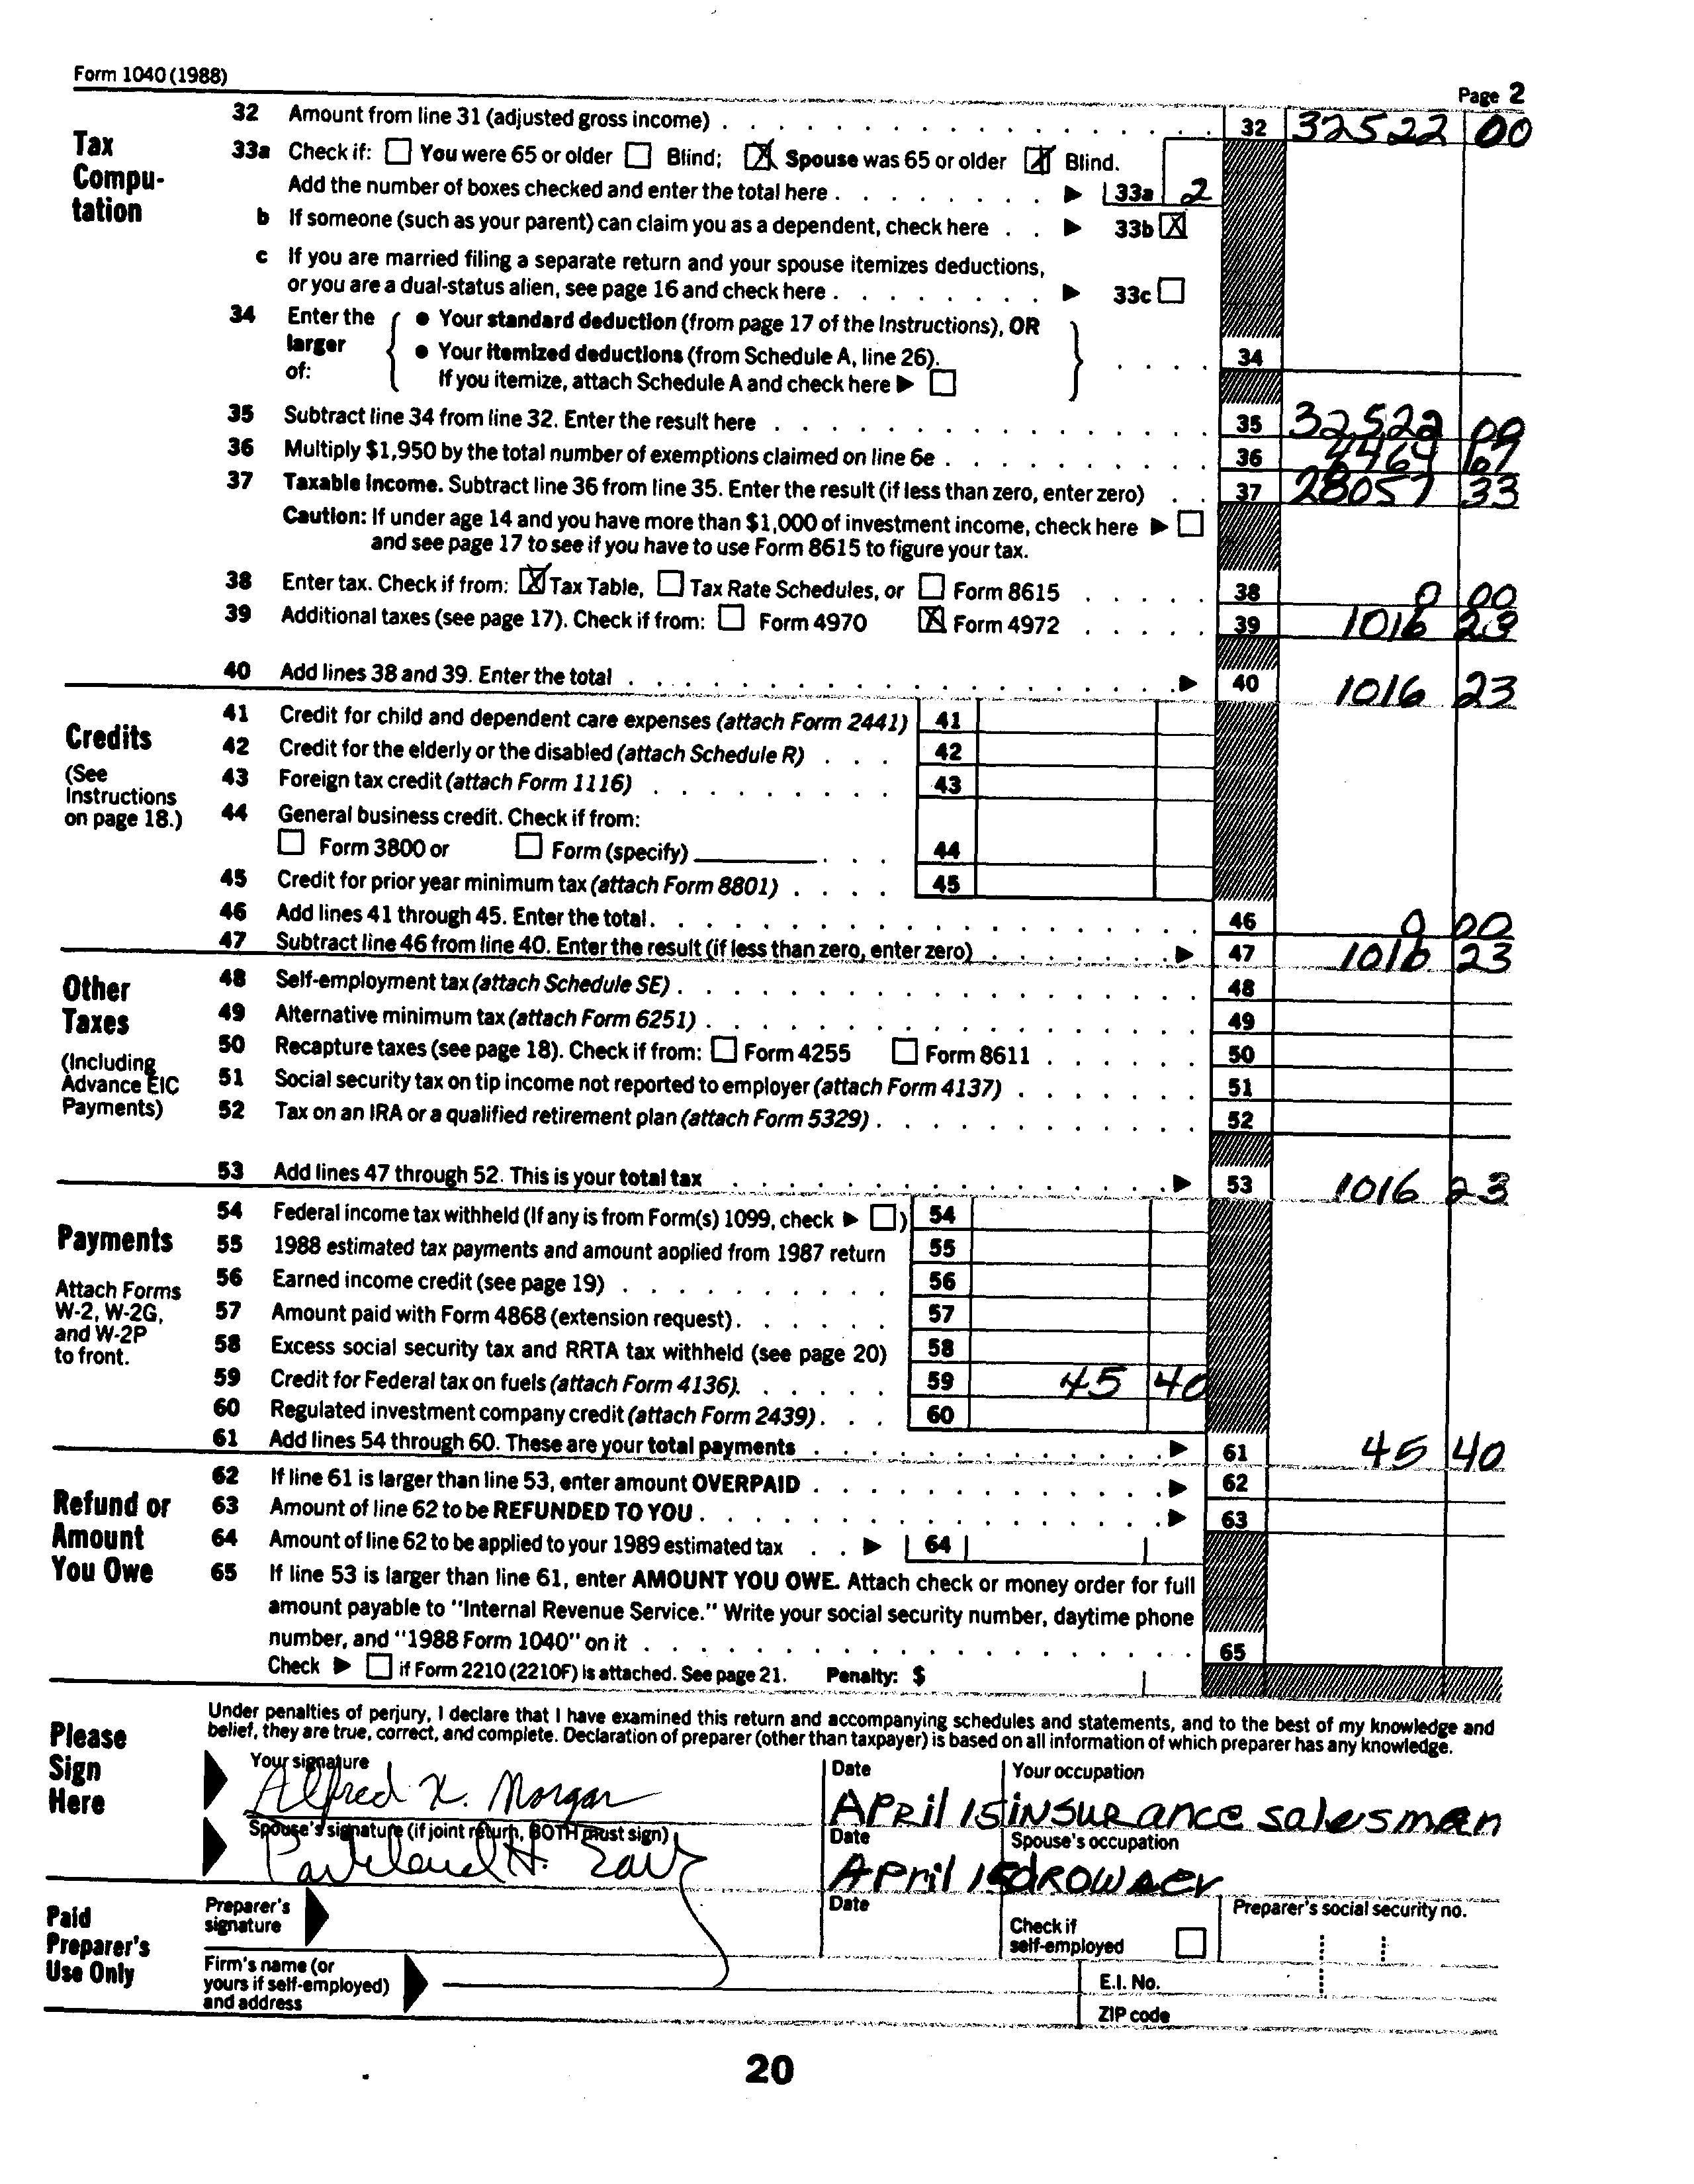 Form 1040 (1988)
Page 2
Tax Compu- tation
32 Amount from line 31 (adjusted gross income) . . . . 32 32522 00
33a Check if: You were 65 or older Blind; X Spouse was 65 or older X Blind.
Add the number of boxes checked and enter the total here . . . . ▶ 33a 2
b If someone (such as your parent) can claim you as a dependent, check here . . ▶ 33b X
c If you are married filing a separate return and your spouse itemizes deductions,
or you are a dual-status alien, see page 16 and check here . . . . ▶ 33c
34 Enter the larger of:
● Your standard deduction (from page 17 of the Instructions), OR
● Your itemized deductions (from Schedule A, line 26).
If you itemize, attach Schedule A and check here ▶
. . . . 34
35 Subtract line 34 from line 32. Enter the result here . . . . 35 32522 00
36 Multiply $1,950 by the total number of exemptions claimed on line 6e . . . . 36 4464 67
37 Taxable income. Subtract line 36 from line 35. Enter the result (if less than zero, enter zero) . . 37 28057 33
Caution: If under age 14 and you have more than $1,000 of investment income, check here ▶
and see page 17 to see if you have to use Form 8615 to figure your tax.
38 Enter tax. Check if from: X Tax Table, Tax Rate Schedules, or Form 8615 . . . . 38 0 00
39 Additional taxes (see page 17). Check if from: Form 4970 X Form 4972 . . . . 39 1016 23
40 Add lines 38 and 39. Enter the total . . . . ▶ 40 1016 23
Credits
(See Instructions on page 18.)
41 Credit for child and dependent care expenses (attach Form 2441) 41
42 Credit for the elderly or the disabled (attach Schedule R) . . . 42
43 Foreign tax credit (attach Form 1116) . . . . 43
44 General business credit. Check if from:
Form 3800 or Form (specify) . . . 44
45 Credit for prior year minimum tax (attach Form 8801) . . . . 45
46 Add lines 41 through 45. Enter the total . . . . 46 0 00
47 Subtract line 46 from line 40. Enter the result (if less than zero, enter zero) . . . . ▶ 47 1016 23
Other Taxes
(Including Advance EIC Payments)
48 Self-employment tax (attach Schedule SE) . . . . 48
49 Alternative minimum tax (attach Form 6251) . . . . 49
50 Recapture taxes (see page 18). Check if from: Form 4255 Form 8611 . . . . 50
51 Social security tax on tip income not reported to employer (attach Form 4137) . . . . 51
52 Tax on an IRA or a qualified retirement plan (attach Form 5329) . . . . 52
53 Add lines 47 through 52. This is your total tax . . . . ▶ 53 1016 23
Payments
Attach Forms W-2, W-2G, and W-2P to front.
54 Federal income tax withheld (If any is from Form(s) 1099, check ▶ ) 54
55 1988 estimated tax payments and amount applied from 1987 return 55
56 Earned income credit (see page 19) . . . . 56
57 Amount paid with Form 4868 (extension request) . . . . 57
58 Excess social security tax and RRTA tax withheld (see page 20) 58
59 Credit for Federal tax on fuels (attach Form 4136). . . . . 59 45 40
60 Regulated investment company credit (attach Form 2439) . . . 60
61 Add lines 54 through 60. These are your total payments . . . . ▶ 61 45 40
Refund or Amount You Owe
62 If line 61 is larger than line 53, enter amount OVERPAID . . . . ▶ 62
63 Amount of line 62 to be REFUNDED TO YOU . . . . ▶ 63
64 Amount of line 62 to be applied to your 1989 estimated tax . . ▶ 64
65 If line 53 is larger than line 61, enter AMOUNT YOU OWE. Attach check or money order for full
amount payable to "Internal Revenue Service." Write your social security number, daytime phone
number, and "1988 Form 1040" on it . . . . 65
Check ▶ if Form 2210 (2210F) is attached. See page 21. Penalty: $
Please Sign Here
Under penalties of perjury, I declare that I have examined this return and accompanying schedules and statements, and to the best of my knowledge and
belief, they are true, correct, and complete. Declaration of preparer (other than taxpayer) is based on all information of which preparer has any knowledge.
Your signature Date Your occupation
Alfred X. Morgan APRil 15 iNSURance salesman
Spouse's signature (if joint return, BOTH must sign) Date Spouse's occupation
H. April 15
Paid Preparer's Use Only
Preparer's signature Date Check if self-employed Preparer's social security no.
Firm's name (or yours if self-employed) and address
E.I. No.
ZIP code
20